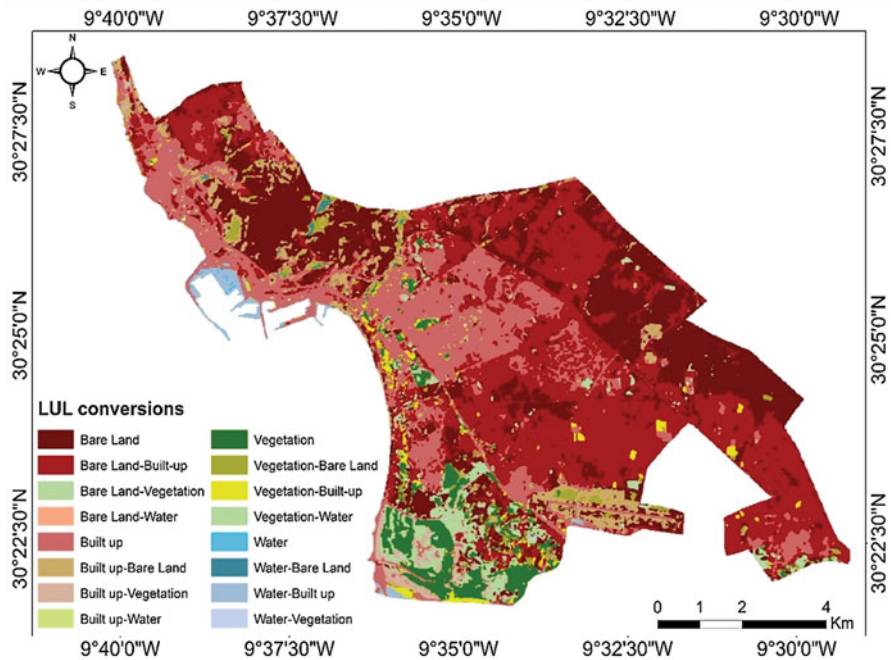 9°40'0"W 9°37'30"W 9°35'0"W 9°32'30"W 9°30'0"W
N
W E
S
30°27'30"N 30°27'30"N
30°25'0"N 30°25'0"N
30°22'30"N 30°22'30"N
LUL conversions
Bare Land Vegetation
Bare Land-Built-up Vegetation-Bare Land
Bare Land-Vegetation Vegetation-Built-up
Bare Land-Water Vegetation-Water
Built up Water
Built up-Bare Land Water-Bare Land
Built up-Vegetation Water-Built up
Built up-Water Water-Vegetation
0 1 2 4
Km
9°40'0"W 9°37'30"W 9°35'0"W 9°32'30"W 9°30'0"W